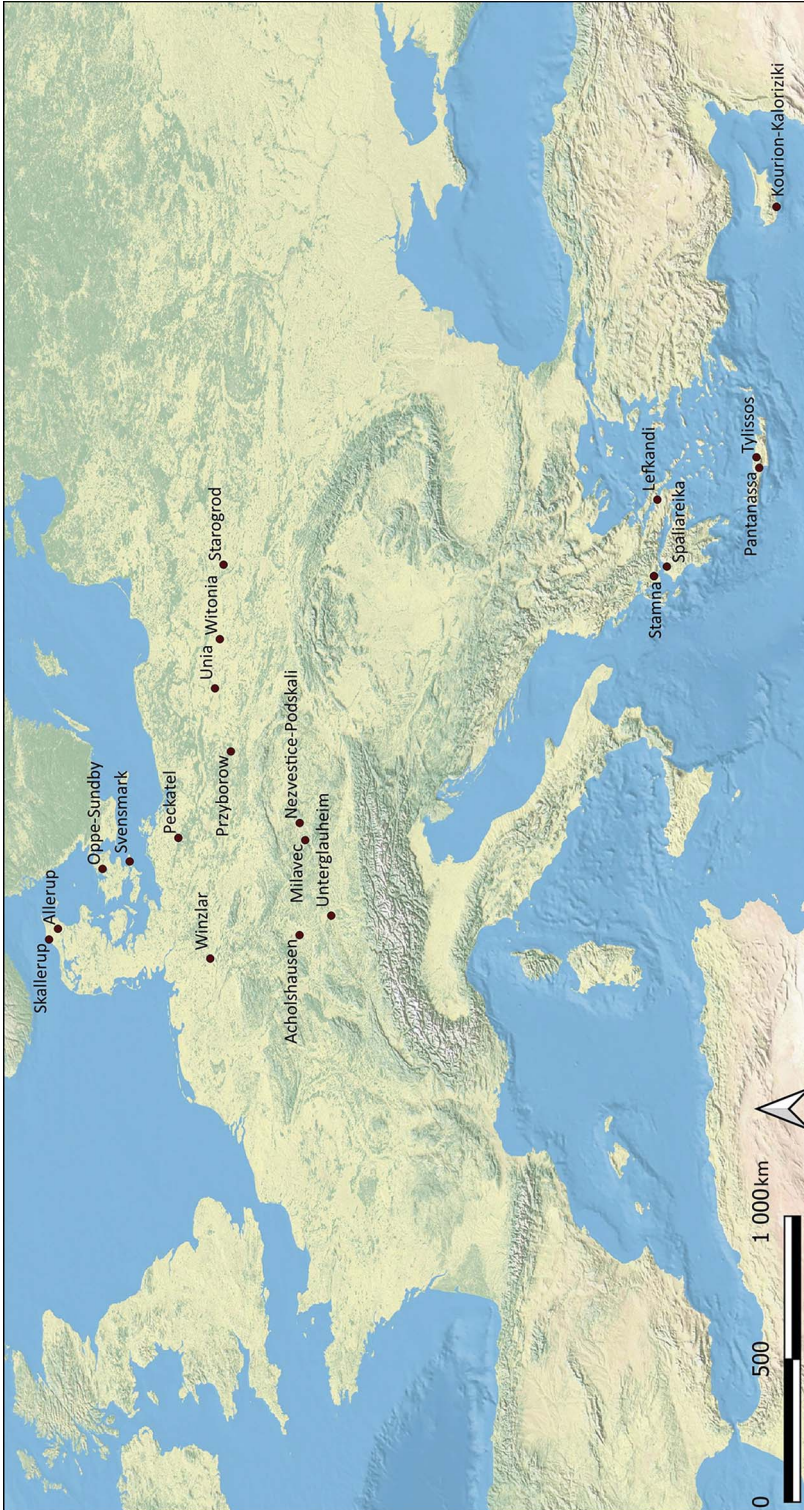 Skallerup
Allerup
Oppe-Sundby
Svensmark
Peckatel
Winzlar
Unia
Witonia
Starogrod
Przyborow
Acholshausen
Milavec
Nezvestice-Podskali
Unterglauheim
Stamna
Lefkandi
Spaliareika
Pantanassa
Tylissos
Kourion-Kaloriziki
0
500
1 000 km